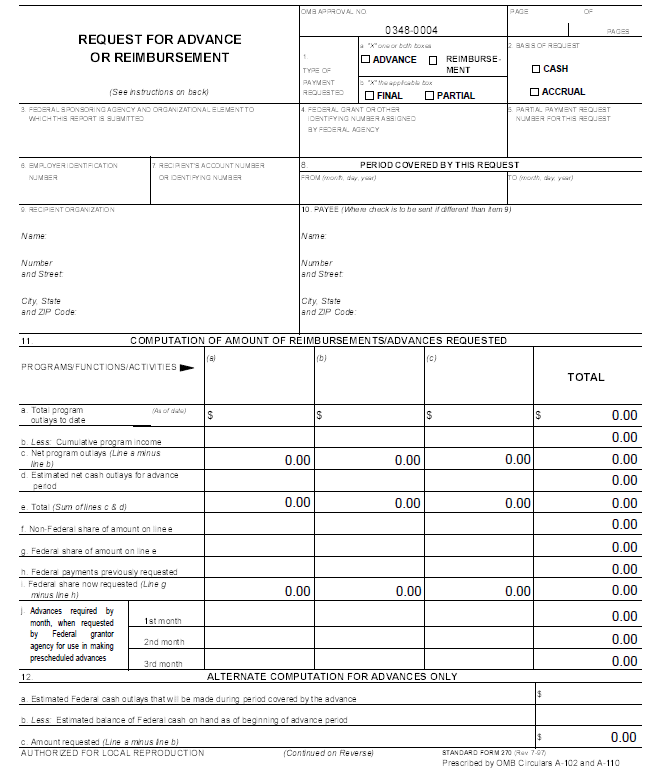 OMB APPROVAL NO.
PAGE OF
0348-0004
PAGES
REQUEST FOR ADVANCE
OR REIMBURSEMENT
(See instructions on back)
1.
TYPE OF
PAYMENT
REQUESTED
a. "X" one or both boxes
ADVANCE
REIMBURSE-
MENT
b. "X" the applicable box
FINAL
PARTIAL
2. BASIS OF REQUEST
CASH
ACCRUAL
3. FEDERAL SPONSORING AGENCY AND ORGANIZATIONAL ELEMENT TO
WHICH THIS REPORT IS SUBMITTED
4. FEDERAL GRANT OR OTHER
IDENTIFYING NUMBER ASSIGNED
BY FEDERAL AGENCY
5. PARTIAL PAYMENT REQUEST
NUMBER FOR THIS REQUEST
6. EMPLOYER IDENTIFICATION
NUMBER
7. RECIPIENT'S ACCOUNT NUMBER
OR IDENTIFYING NUMBER
8. PERIOD COVERED BY THIS REQUEST
FROM (month, day, year)
TO (month, day, year)
9. RECIPIENT ORGANIZATION
Name:
Number
and Street:
City, State
and ZIP Code:
10. PAYEE (Where check is to be sent if different than item 9)
Name:
Number
and Street:
City, State
and ZIP Code:
11. COMPUTATION OF AMOUNT OF REIMBURSEMENTS/ADVANCES REQUESTED
PROGRAMS/FUNCTIONS/ACTIVITIES
(a)
(b)
(c)
TOTAL
a. Total program (As of date)
outlays to date
$ $ $ $ 0.00
b. Less: Cumulative program income
0.00
c. Net program outlays (Line a minus
line b)
0.00 0.00 0.00 0.00
d. Estimated net cash outlays for advance
period
0.00
e. Total (Sum of lines c & d)
0.00 0.00 0.00 0.00
f. Non-Federal share of amount on line e
0.00
g. Federal share of amount on line e
0.00
h. Federal payments previously requested
0.00
i. Federal share now requested (Line g
minus line h)
0.00 0.00 0.00 0.00
j. Advances required by
month, when requested
by Federal grantor
agency for use in making
prescheduled advances
1st month 0.00
2nd month 0.00
3rd month 0.00
12. ALTERNATE COMPUTATION FOR ADVANCES ONLY
a. Estimated Federal cash outlays that will be made during period covered by the advance
$
b. Less: Estimated balance of Federal cash on hand as of beginning of advance period
c. Amount requested (Line a minus line b)
$ 0.00
AUTHORIZED FOR LOCAL REPRODUCTION
(Continued on Reverse)
STANDARD FORM 270 (Rev. 7-97)
Prescribed by OMB Circulars A-102 and A-110